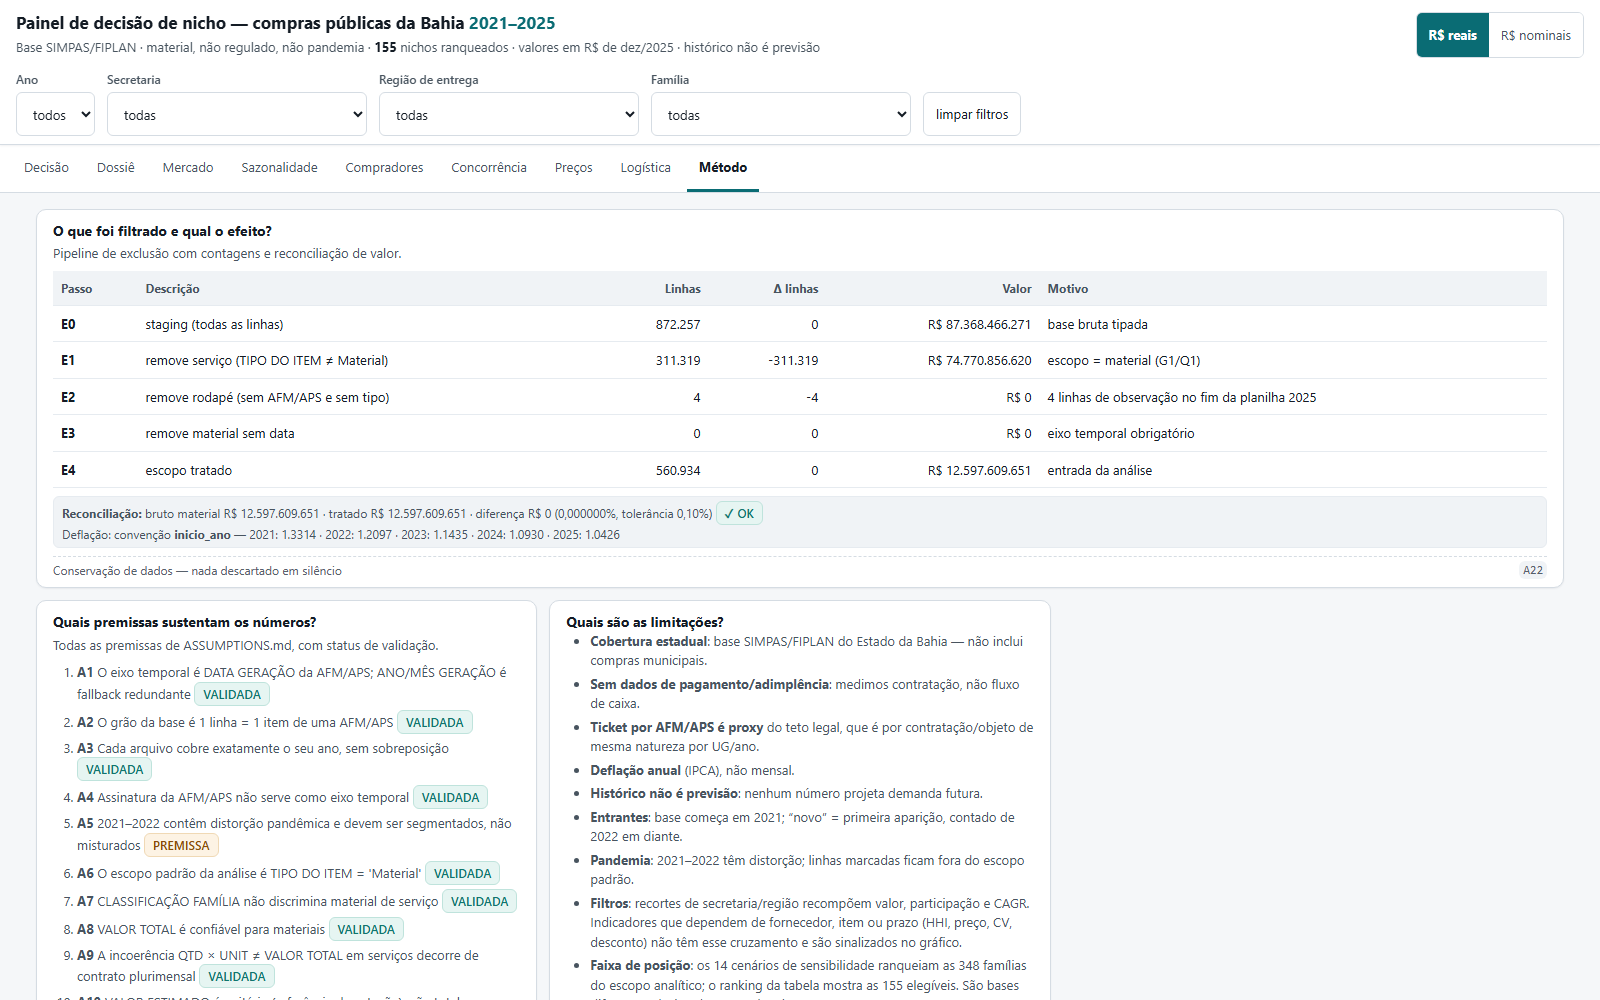 Painel de decisão de nicho — compras públicas da Bahia 2021–2025
Base SIMPAS/FIPLAN · material, não regulado, não pandemia · 155 nichos ranqueados · valores em R$ de dez/2025 · histórico não é previsão
R$ reais R$ nominais
Ano Secretaria Região de entrega Família
todos todas todas todas limpar filtros
Decisão Dossiê Mercado Sazonalidade Compradores Concorrência Preços Logística Método
O que foi filtrado e qual o efeito?
Pipeline de exclusão com contagens e reconciliação de valor.
Passo Descrição Linhas Δ linhas Valor Motivo
E0 staging (todas as linhas) 872.257 0 R$ 87.368.466.271 base bruta tipada
E1 remove serviço (TIPO DO ITEM ≠ Material) 311.319 -311.319 R$ 74.770.856.620 escopo = material (G1/Q1)
E2 remove rodapé (sem AFM/APS e sem tipo) 4 -4 R$ 0 4 linhas de observação no fim da planilha 2025
E3 remove material sem data 0 0 R$ 0 eixo temporal obrigatório
E4 escopo tratado 560.934 0 R$ 12.597.609.651 entrada da análise
Reconciliação: bruto material R$ 12.597.609.651 · tratado R$ 12.597.609.651 · diferença R$ 0 (0,000000%, tolerância 0,10%) ✓ OK
Deflação: convenção inicio_ano — 2021: 1.3314 · 2022: 1.2097 · 2023: 1.1435 · 2024: 1.0930 · 2025: 1.0426
Conservação de dados — nada descartado em silêncio A22
Quais premissas sustentam os números?
Todas as premissas de ASSUMPTIONS.md, com status de validação.
1. A1 O eixo temporal é DATA GERAÇÃO da AFM/APS; ANO/MÊS GERAÇÃO é
fallback redundante VALIDADA
2. A2 O grão da base é 1 linha = 1 item de uma AFM/APS VALIDADA
3. A3 Cada arquivo cobre exatamente o seu ano, sem sobreposição
VALIDADA
4. A4 Assinatura da AFM/APS não serve como eixo temporal VALIDADA
5. A5 2021–2022 contêm distorção pandêmica e devem ser segmentados, não
misturados PREMISSA
6. A6 O escopo padrão da análise é TIPO DO ITEM = 'Material' VALIDADA
7. A7 CLASSIFICAÇÃO FAMÍLIA não discrimina material de serviço VALIDADA
8. A8 VALOR TOTAL é confiável para materiais VALIDADA
9. A9 A incoerência QTD × UNIT ≠ VALOR TOTAL em serviços decorre de
contrato plurimensal VALIDADA
Quais são as limitações?
• Cobertura estadual: base SIMPAS/FIPLAN do Estado da Bahia — não inclui
compras municipais.
• Sem dados de pagamento/adimplência: medimos contratação, não fluxo
de caixa.
• Ticket por AFM/APS é proxy do teto legal, que é por contratação/objeto de
mesma natureza por UG/ano.
• Deflação anual (IPCA), não mensal.
• Histórico não é previsão: nenhum número projeta demanda futura.
• Entrantes: base começa em 2021; “novo” = primeira aparição, contado de
2022 em diante.
• Pandemia: 2021–2022 têm distorção; linhas marcadas ficam fora do escopo
padrão.
• Filtros: recortes de secretaria/região recompõem valor, participação e CAGR.
Indicadores que dependem de fornecedor, item ou prazo (HHI, preço, CV,
desconto) não têm esse cruzamento e são sinalizados no gráfico.
• Faixa de posição: os 14 cenários de sensibilidade ranqueiam as 348 famílias
do escopo analítico; o ranking da tabela mostra as 155 elegíveis. São bases